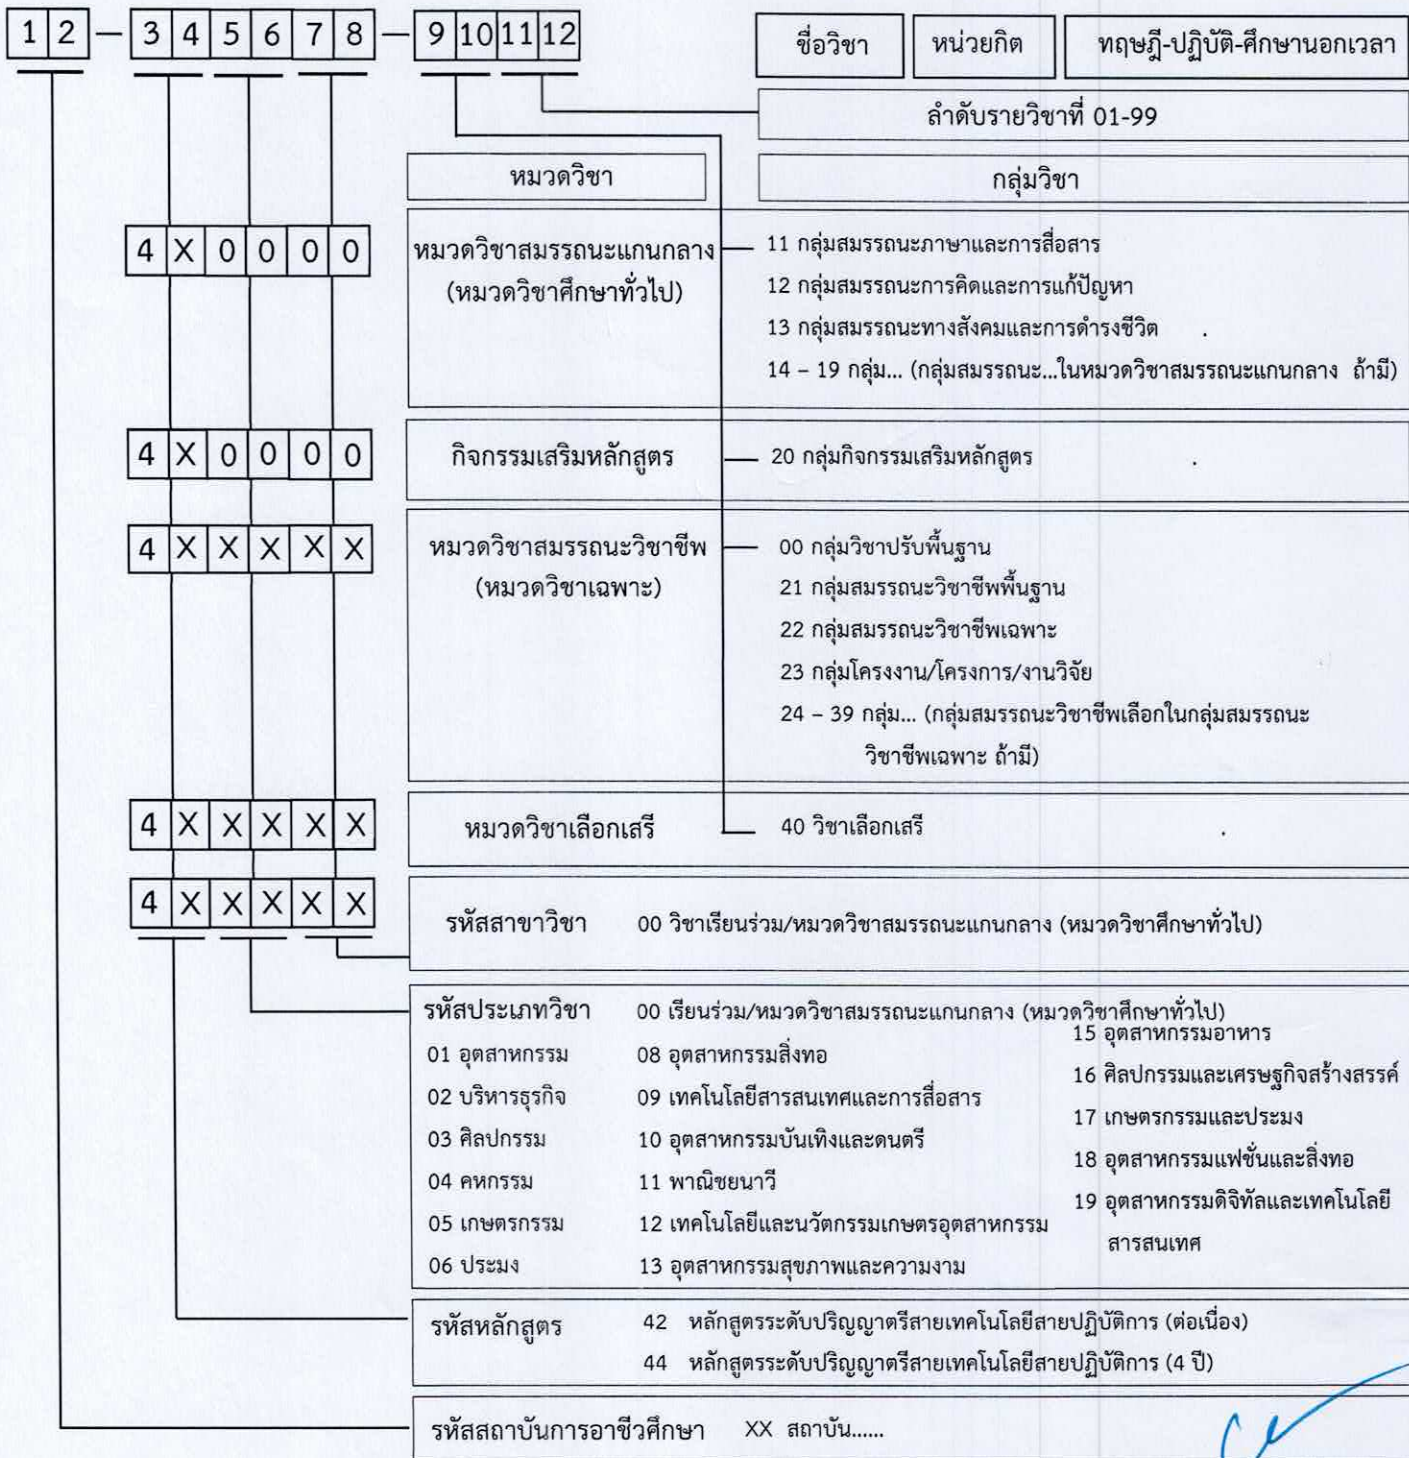 1 2 — 3 4 5 6 7 8 — 9 10 11 12 ชื่อวิชา หน่วยกิต ทฤษฎี-ปฏิบัติ-ศึกษานอกเวลา
ลำดับรายวิชาที่ 01-99
หมวดวิชา กลุ่มวิชา
4 X 0 0 0 0 หมวดวิชาสมรรถนะแกนกลาง 11 กลุ่มสมรรถนะภาษาและการสื่อสาร
(หมวดวิชาศึกษาทั่วไป) 12 กลุ่มสมรรถนะการคิดและการแก้ปัญหา
13 กลุ่มสมรรถนะทางสังคมและการดำรงชีวิต
14 – 19 กลุ่ม... (กลุ่มสมรรถนะ...ในหมวดวิชาสมรรถนะแกนกลาง ถ้ามี)
4 X 0 0 0 0 กิจกรรมเสริมหลักสูตร 20 กลุ่มกิจกรรมเสริมหลักสูตร
4 X X X X X หมวดวิชาสมรรถนะวิชาชีพ 00 กลุ่มวิชาปรับพื้นฐาน
(หมวดวิชาเฉพาะ) 21 กลุ่มสมรรถนะวิชาชีพพื้นฐาน
22 กลุ่มสมรรถนะวิชาชีพเฉพาะ
23 กลุ่มโครงงาน/โครงการ/งานวิจัย
24 – 39 กลุ่ม... (กลุ่มสมรรถนะวิชาชีพเลือกในกลุ่มสมรรถนะ
วิชาชีพเฉพาะ ถ้ามี)
4 X X X X X หมวดวิชาเลือกเสรี 40 วิชาเลือกเสรี
4 X X X X X รหัสสาขาวิชา 00 วิชาเรียนร่วม/หมวดวิชาสมรรถนะแกนกลาง (หมวดวิชาศึกษาทั่วไป)
รหัสประเภทวิชา 00 เรียนร่วม/หมวดวิชาสมรรถนะแกนกลาง (หมวดวิชาศึกษาทั่วไป)
01 อุตสาหกรรม 08 อุตสาหกรรมสิ่งทอ 15 อุตสาหกรรมอาหาร
02 บริหารธุรกิจ 09 เทคโนโลยีสารสนเทศและการสื่อสาร 16 ศิลปกรรมและเศรษฐกิจสร้างสรรค์
03 ศิลปกรรม 10 อุตสาหกรรมบันเทิงและดนตรี 17 เกษตรกรรมและประมง
04 คหกรรม 11 พาณิชยนาวี 18 อุตสาหกรรมแฟชั่นและสิ่งทอ
05 เกษตรกรรม 12 เทคโนโลยีและนวัตกรรมเกษตรอุตสาหกรรม 19 อุตสาหกรรมดิจิทัลและเทคโนโลยี
06 ประมง 13 อุตสาหกรรมสุขภาพและความงาม สารสนเทศ
รหัสหลักสูตร 42 หลักสูตรระดับปริญญาตรีสายเทคโนโลยีสายปฏิบัติการ (ต่อเนื่อง)
44 หลักสูตรระดับปริญญาตรีสายเทคโนโลยีสายปฏิบัติการ (4 ปี)
รหัสสถาบันการอาชีวศึกษา XX สถาบัน......